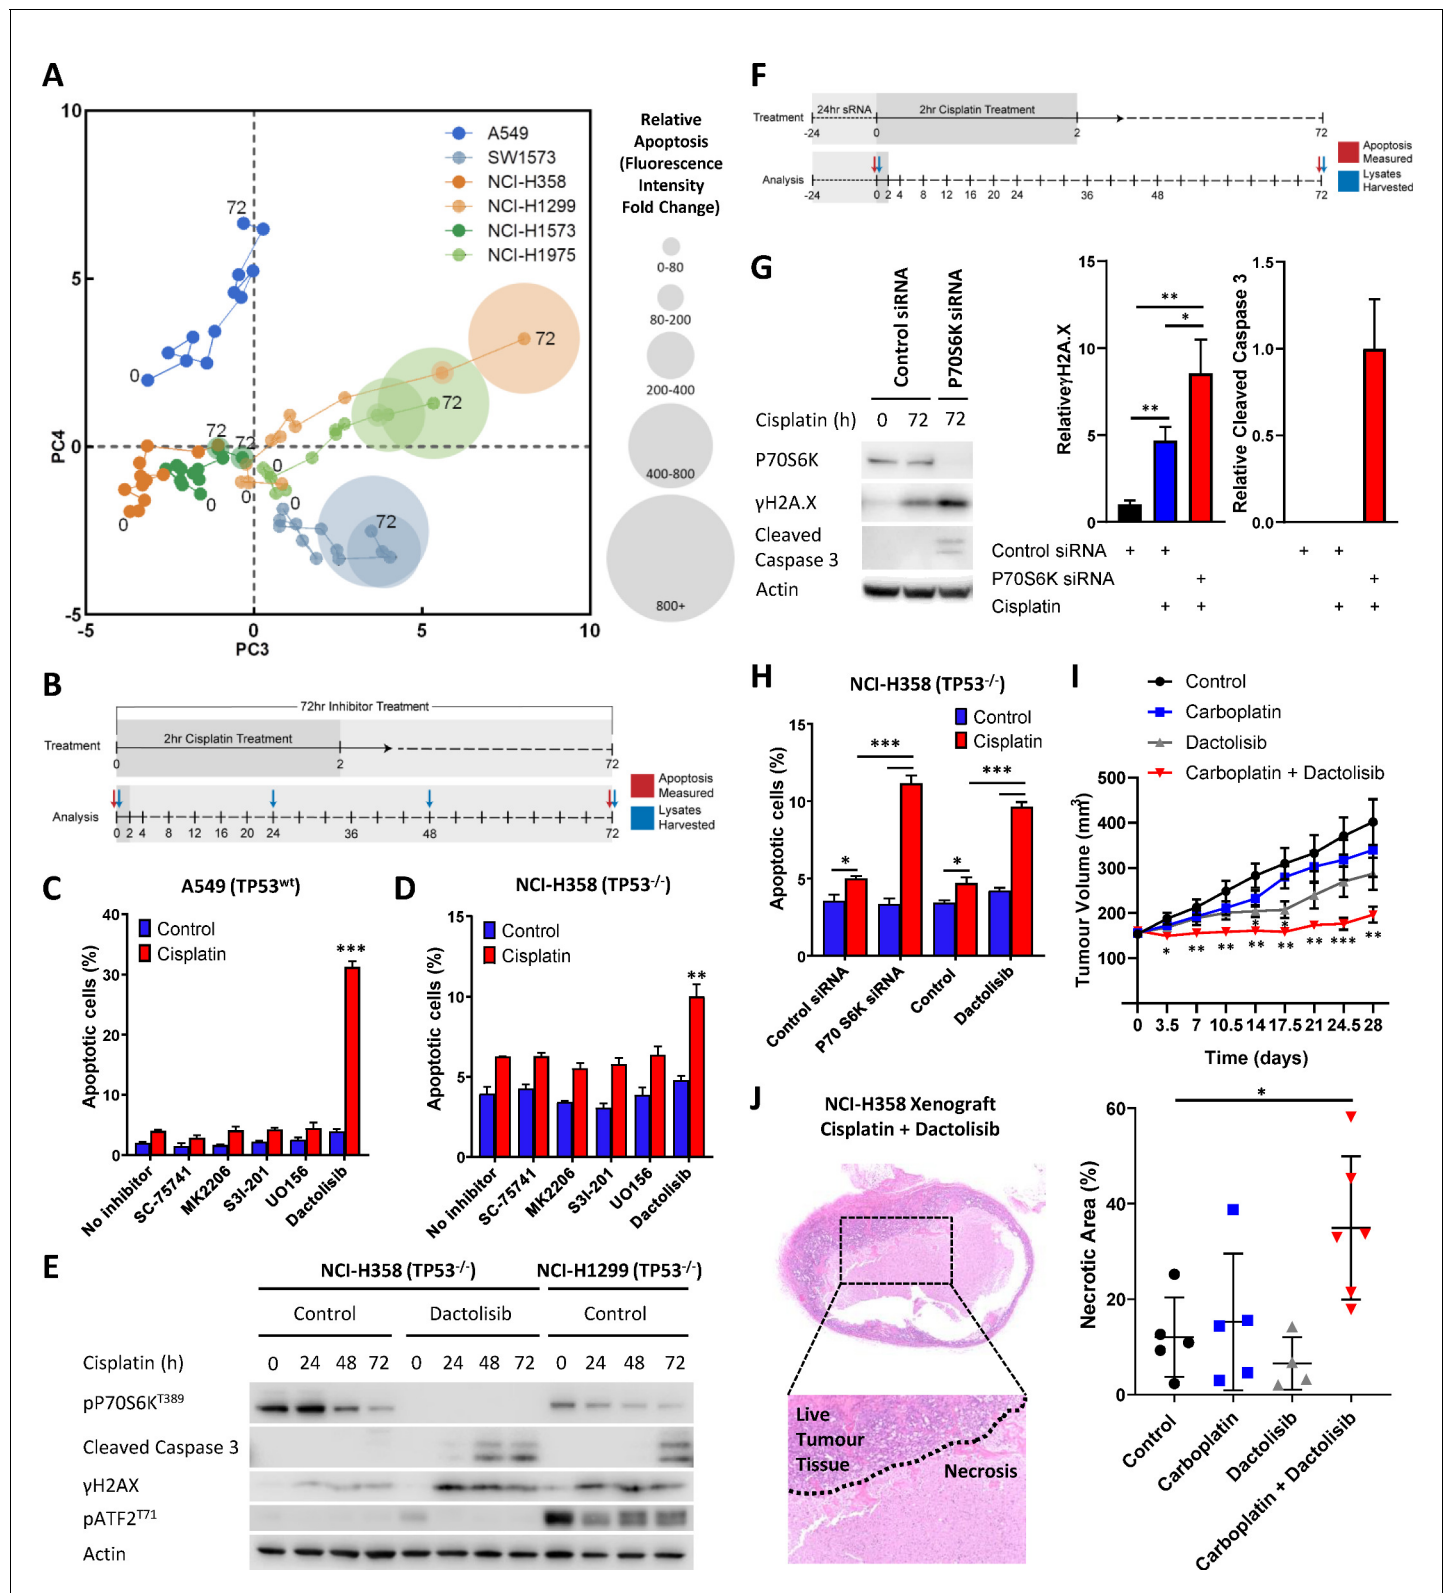 A
10
5
0
-5
-5
0
5
10
PC4
PC3
A549
SW1573
NCI-H358
NCI-H1299
NCI-H1573
NCI-H1975
72
0
72
72
72
72
72
0
0
0
0
0
Relative
Apoptosis
(Fluorescence
Intensity
Fold Change)
0-80
80-200
200-400
400-800
800+
B
72hr Inhibitor Treatment
2hr Cisplatin Treatment
Treatment
0
2
72
Analysis
0 2 4 8 12 16 20 24 36 48 72
Apoptosis
Measured
Lysates
Harvested
C
A549 (TP53wt)
Control
Cisplatin
***
Apoptotic cells (%)
40
30
20
10
0
No inhibitor
SC-75741
MK2206
S3I-201
UO156
Dactolisib
D
NCI-H358 (TP53-/-)
Control
Cisplatin
**
Apoptotic cells (%)
15
10
5
0
No inhibitor
SC-75741
MK2206
S3I-201
UO156
Dactolisib
E
NCI-H358 (TP53-/-) NCI-H1299 (TP53-/-)
Control Dactolisib Control
Cisplatin (h) 0 24 48 72 0 24 48 72 0 24 48 72
pP70S6KT389
Cleaved Caspase 3
γH2AX
pATF2T71
Actin
F
24hr sRNA
2hr Cisplatin Treatment
Treatment
-24 0 2 72
Analysis
-24 0 2 4 8 12 16 20 24 36 48 72
Apoptosis
Measured
Lysates
Harvested
G
Control siRNA
P70S6K siRNA
Cisplatin (h) 0 72 72
P70S6K
γH2A.X
Cleaved
Caspase 3
Actin
RelativeγH2A.X
15
10
5
0
**
*
**
Relative Cleaved Caspase 3
1.5
1.0
0.5
0.0
Control siRNA + + + +
P70S6K siRNA + +
Cisplatin + + + +
H
NCI-H358 (TP53-/-)
Control
Cisplatin
Apoptotic cells (%)
15
10
5
0
*
***
*
***
Control siRNA
P70 S6K siRNA
Control
Dactolisib
I
Control
Carboplatin
Dactolisib
Carboplatin + Dactolisib
Tumour Volume (mm3)
500
400
300
200
100
* *
* ** ** ** ** ** *** **
0 3.5 7 10.5 14 17.5 21 24.5 28
Time (days)
J
NCI-H358 Xenograft
Cisplatin + Dactolisib
Live
Tumour
Tissue
Necrosis
Necrotic Area (%)
60
40
20
0
*
Control
Carboplatin
Dactolisib
Carboplatin + Dactolisib